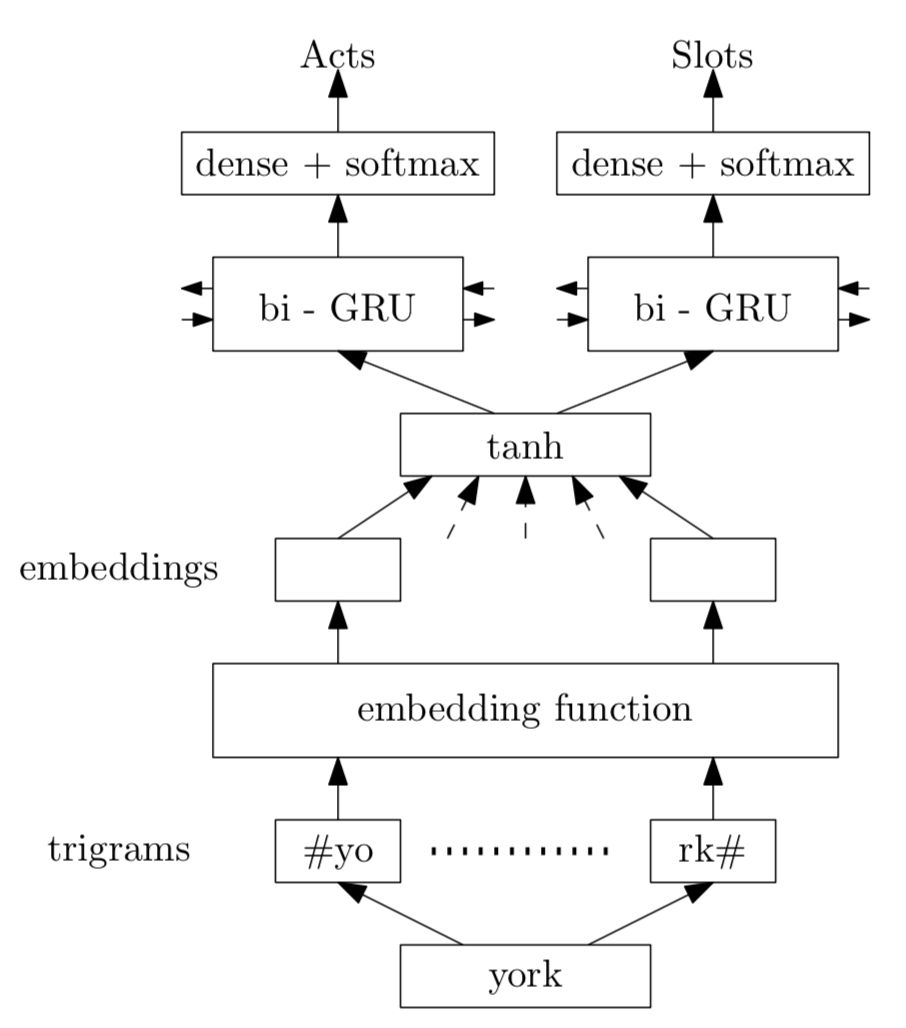 Acts
Slots
dense + softmax
dense + softmax
bi - GRU
bi - GRU
tanh
embeddings
embedding function
trigrams
#yo
rk#
york